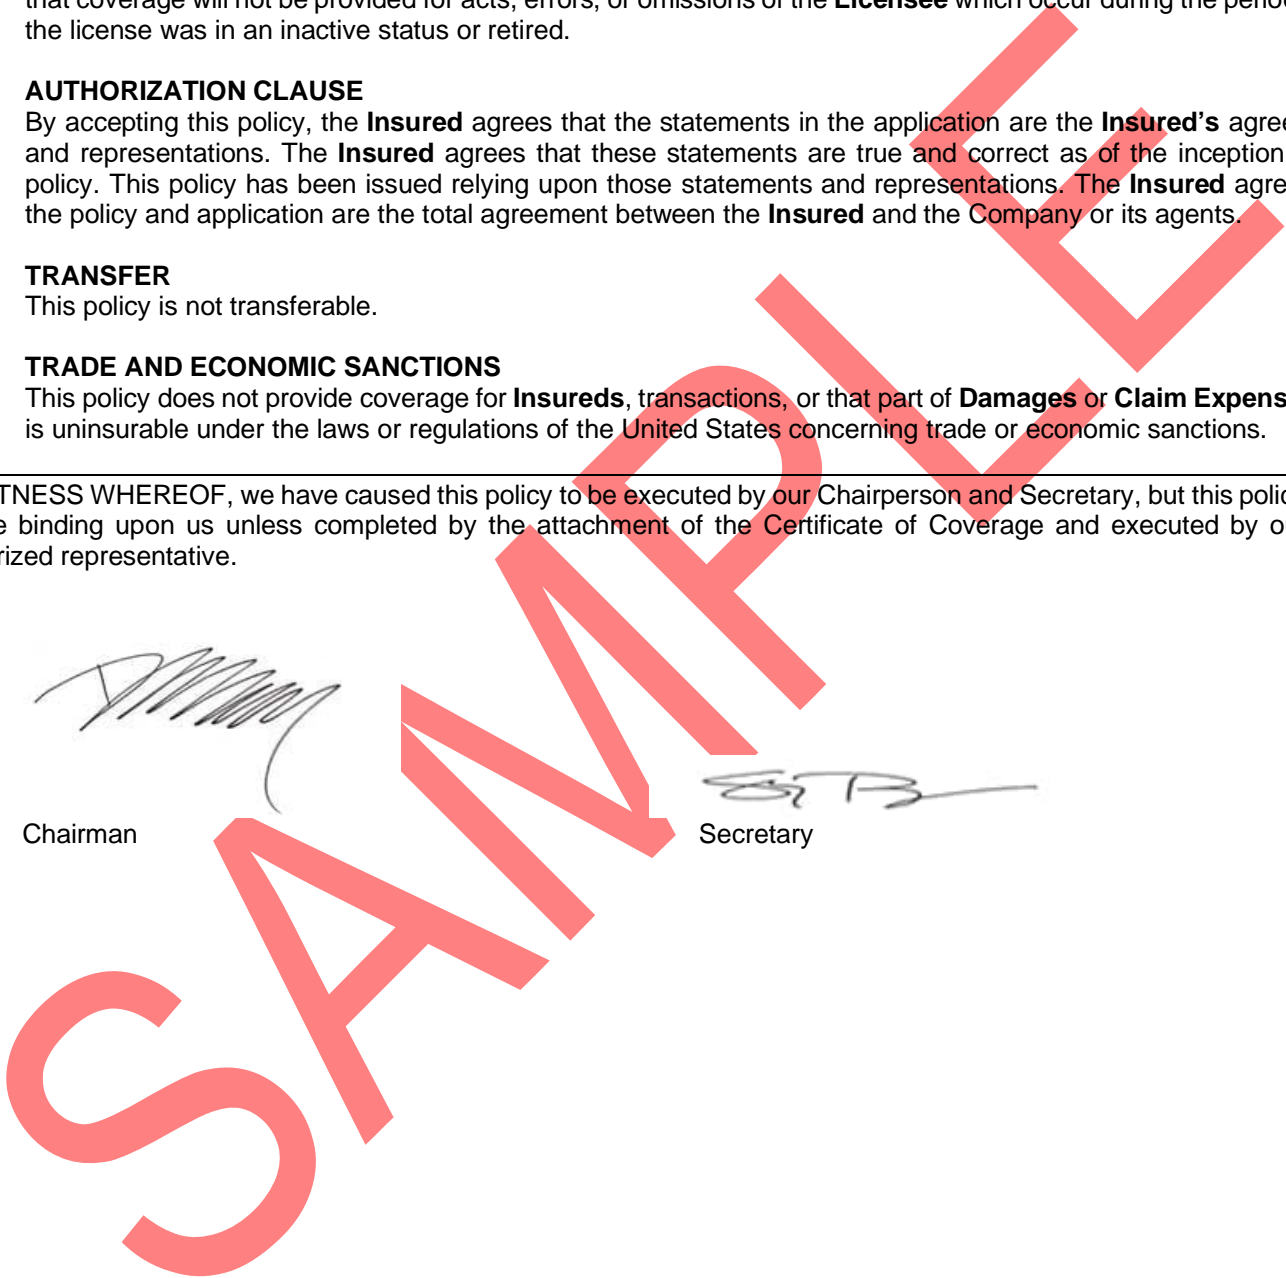 that coverage will not be provided for acts, errors, or omissions of the Licensee which occur during the
the license was in an inactive status or retired.
AUTHORIZATION CLAUSE
By accepting this policy, the Insured agrees that the statements in the application are the Insured's
and representations. The Insured agrees that these statements are true and correct as of the inception
policy. This policy has been issued relying upon those statements and representations. The Insured
the policy and application are the total agreement between the Insured and the Company or its agents.
TRANSFER
This policy is not transferable.
TRADE AND ECONOMIC SANCTIONS
This policy does not provide coverage for Insureds, transactions, or that part of Damages or Claim
is uninsurable under the laws or regulations of the United States concerning trade or economic sanctions.
WHEREOF, we have caused this policy to be executed by our Chairperson and Secretary, but this
binding upon us unless completed by the attachment of the Certificate of Coverage and executed by
representative.
Chairman
Secretary
SAMPLE